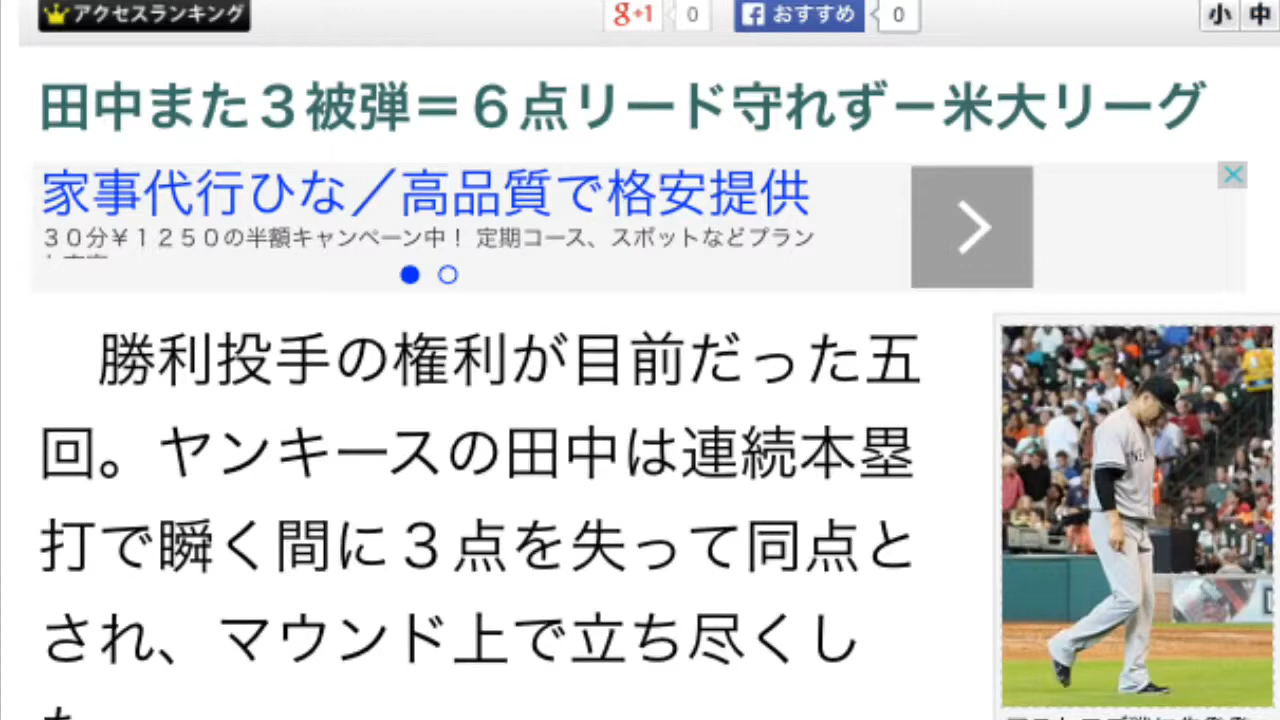 アクセスランキング
g+1 0 おすすめ 0 小 中
田中また３被弾＝６点リード守れず－米大リーグ
家事代行ひな／高品質で格安提供
３０分￥１２５０の半額キャンペーン中！ 定期コース、スポットなどプラン
勝利投手の権利が目前だった五
回。ヤンキースの田中は連続本塁
打で瞬く間に３点を失って同点と
され、マウンド上で立ち尽くし
た